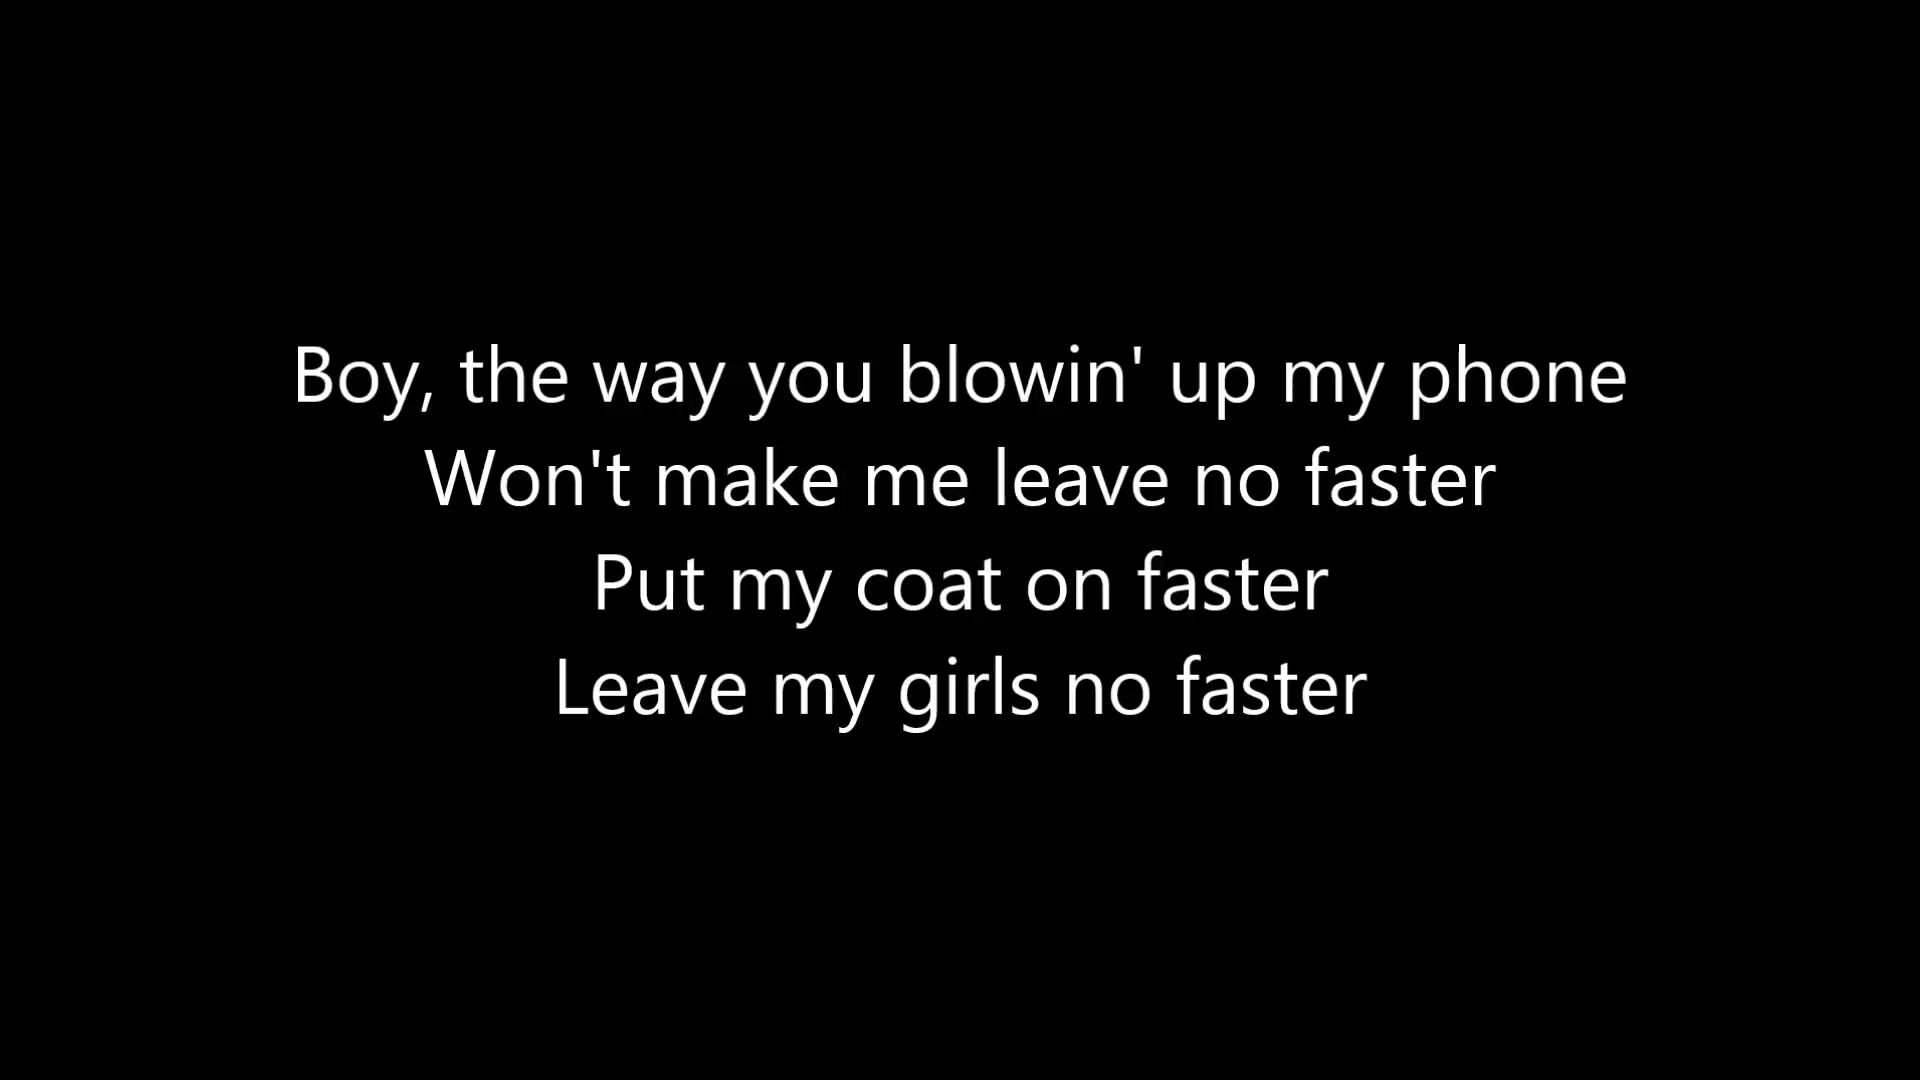 Boy, the way you blowin' up my phone
Won't make me leave no faster
Put my coat on faster
Leave my girls no faster